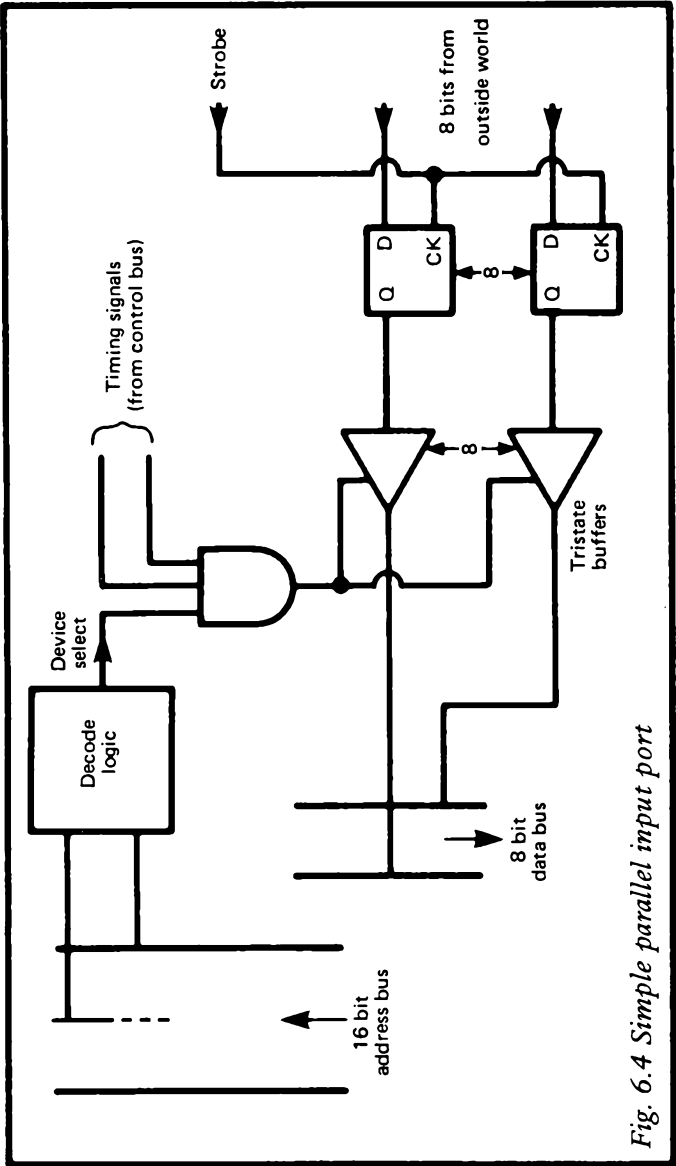 Strobe
8 bits from
outside world
Timing signals
(from control bus)
D
CK
Q
8
D
CK
Q
8
Tristate
buffers
Device
select
Decode
logic
8 bit
data bus
16 bit
address bus
Fig. 6.4 Simple parallel input port